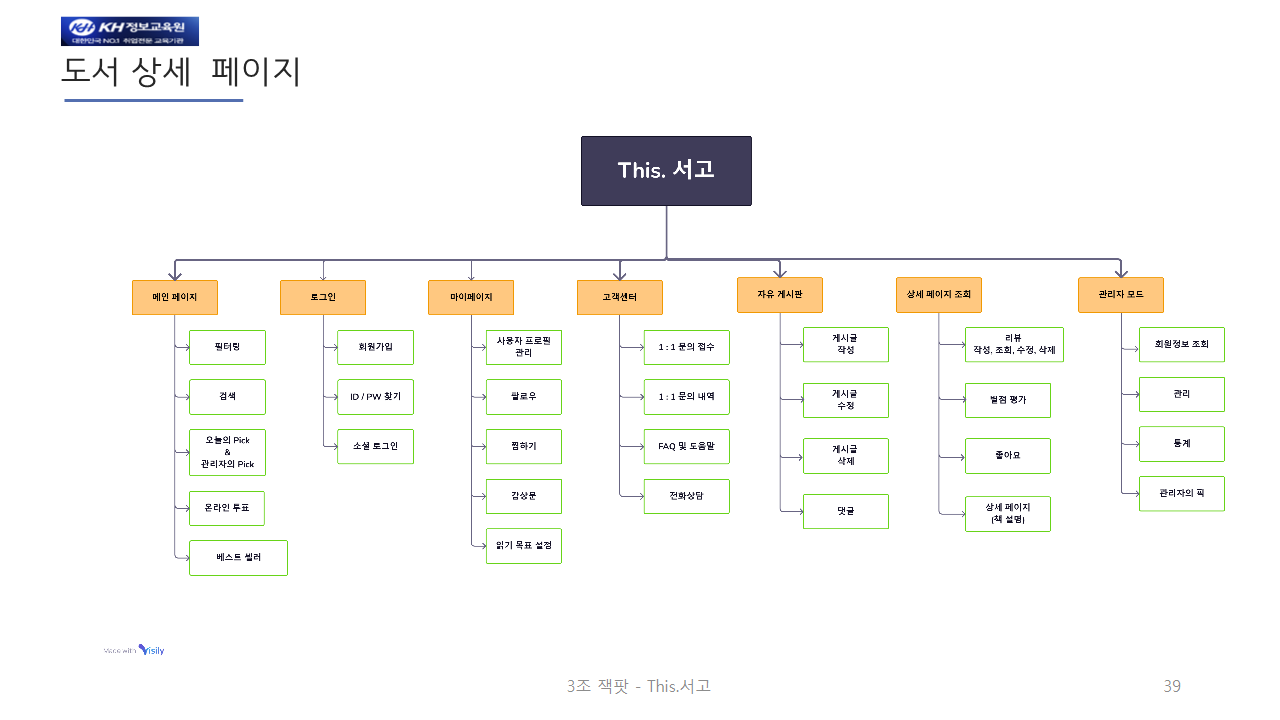 KH 정보교육원
대한민국 NO.1 취업전문 교육기관
도서 상세 페이지
This. 서고
메인 페이지
필터링
검색
오늘의 Pick
&
관리자의 Pick
온라인 투표
베스트 셀러
로그인
회원가입
ID / PW 찾기
소셜 로그인
마이페이지
사용자 프로필
관리
팔로우
찜하기
감상문
읽기 목표 설정
고객센터
1 : 1 문의 접수
1 : 1 문의 내역
FAQ 및 도움말
전화상담
자유 게시판
게시글
작성
게시글
수정
게시글
삭제
댓글
상세 페이지 조회
리뷰
작성, 조회, 수정, 삭제
별점 평가
좋아요
상세 페이지
(책 설명)
관리자 모드
회원정보 조회
관리
통계
관리자의 픽
Made with Visily
3조 잭팟 - This.서고
39